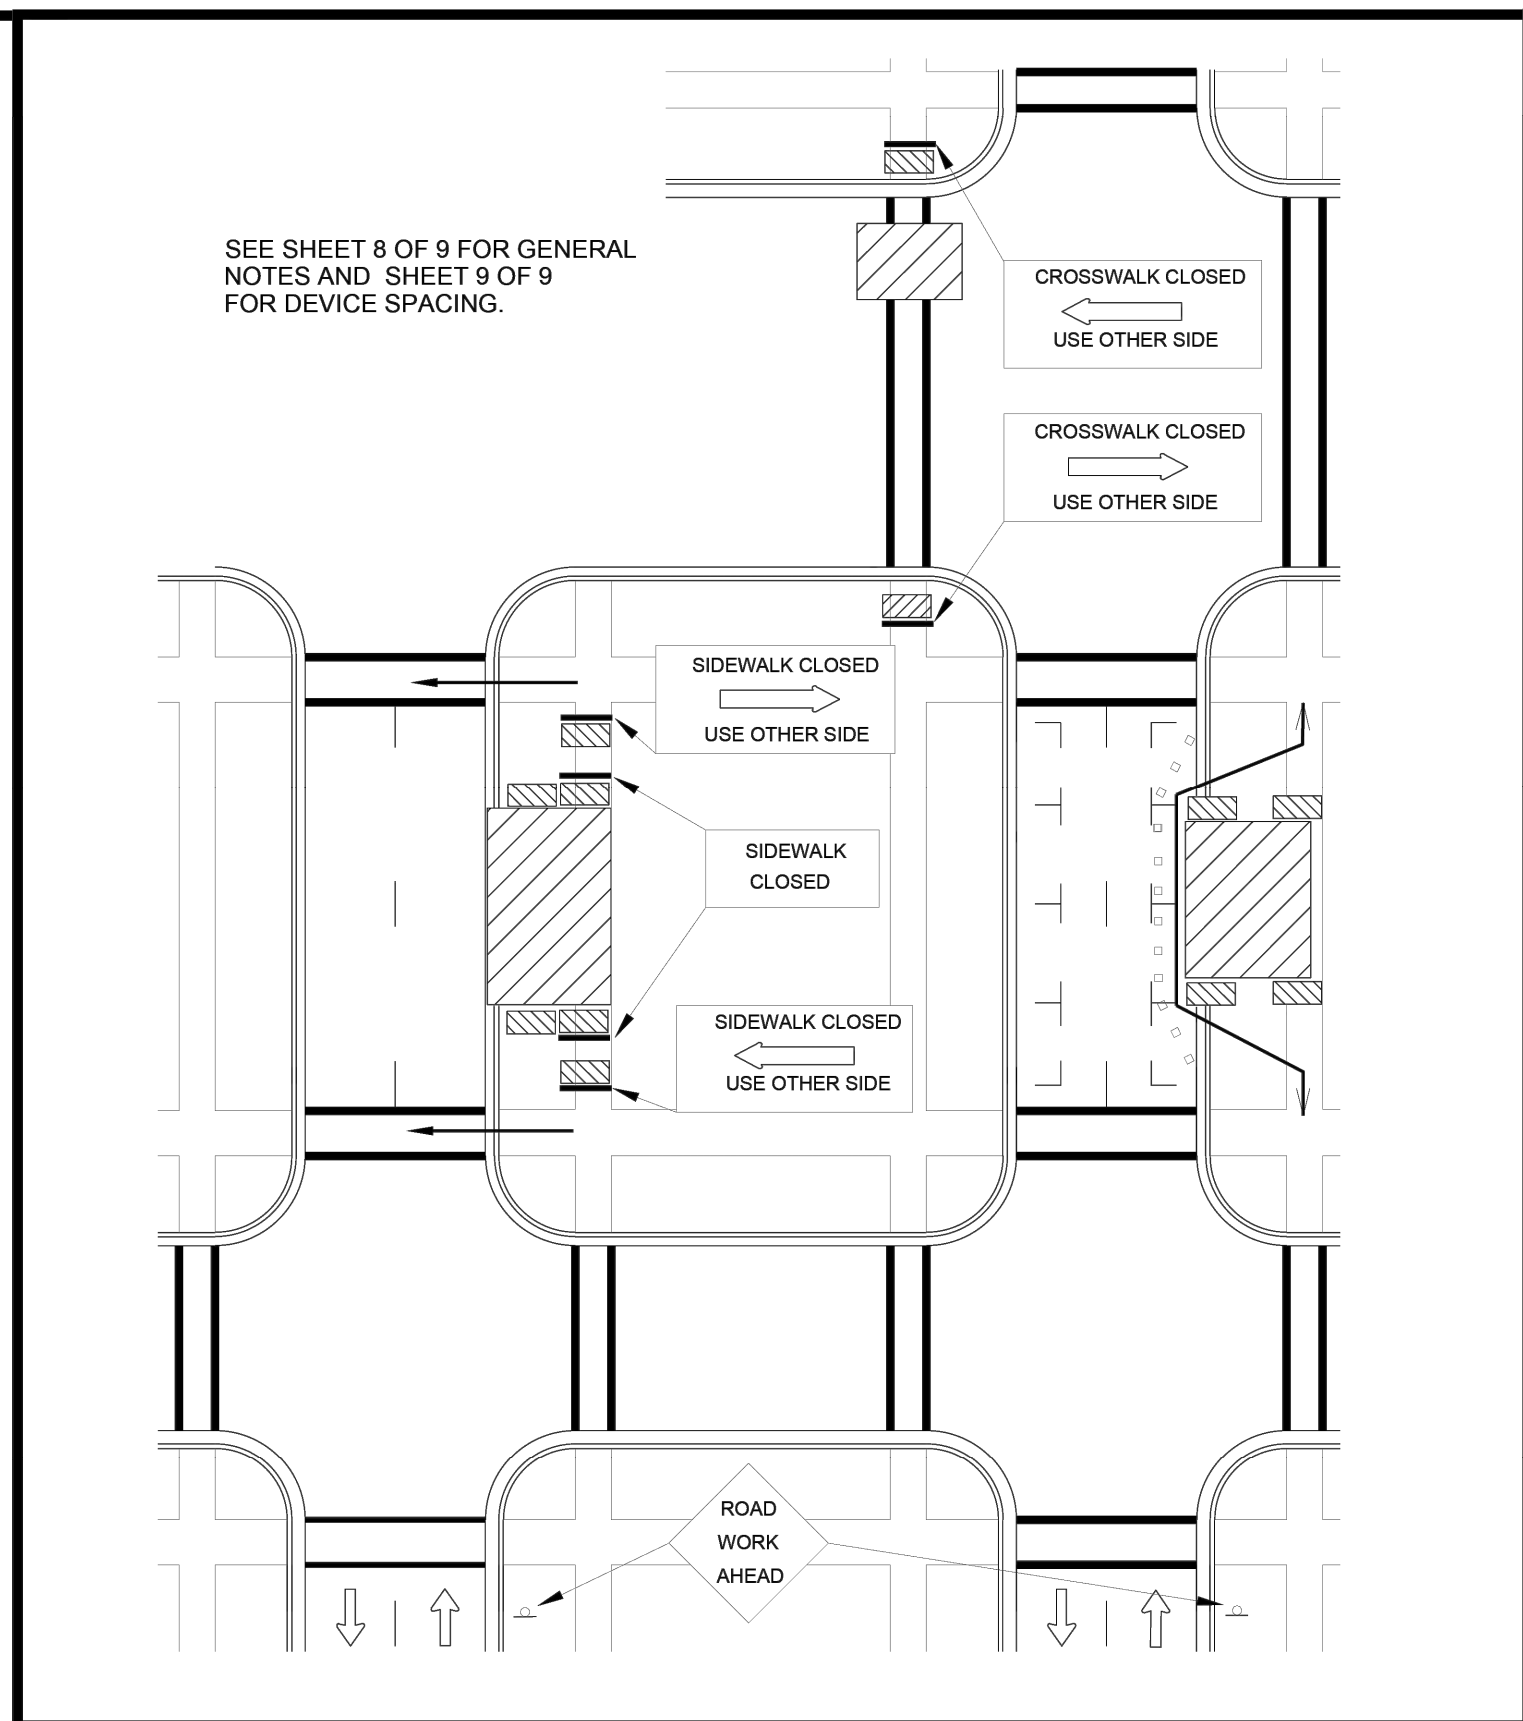 SEE SHEET 8 OF 9 FOR GENERAL
NOTES AND SHEET 9 OF 9
FOR DEVICE SPACING.
CROSSWALK CLOSED
USE OTHER SIDE
CROSSWALK CLOSED
USE OTHER SIDE
SIDEWALK CLOSED
USE OTHER SIDE
SIDEWALK
CLOSED
SIDEWALK CLOSED
USE OTHER SIDE
ROAD
WORK
AHEAD